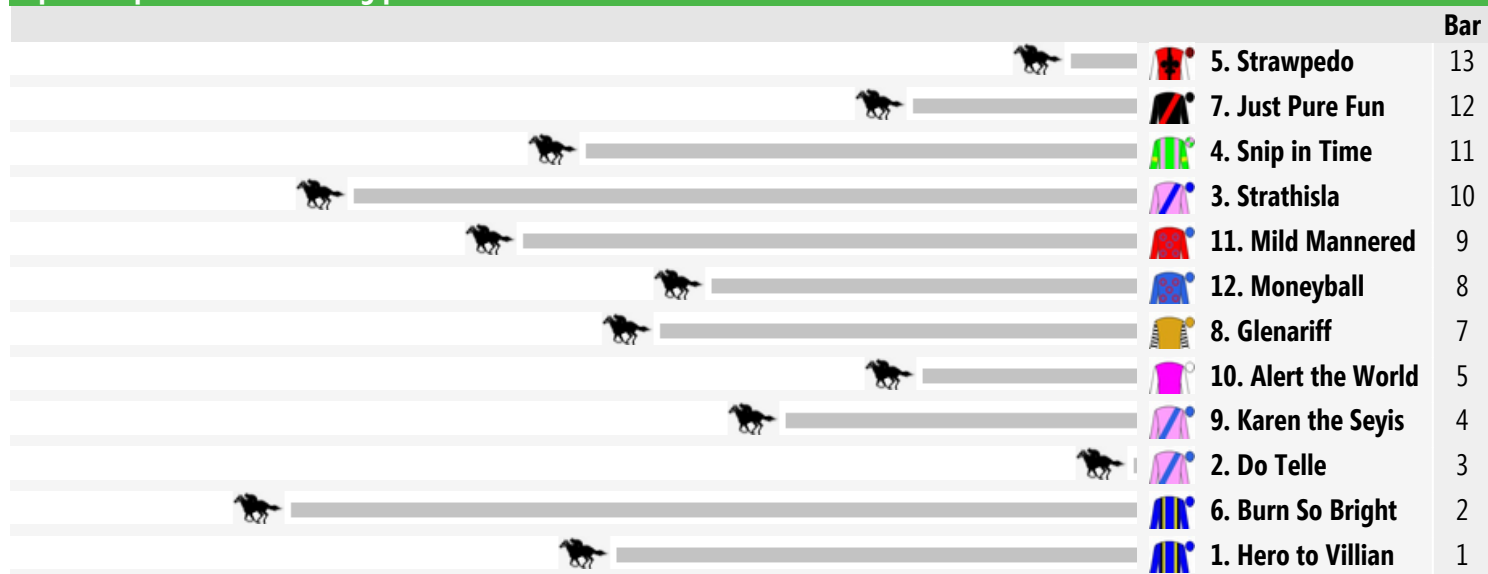 Bar
5. Strawpedo 13
7. Just Pure Fun 12
4. Snip in Time 11
3. Strathisla 10
11. Mild Mannered 9
12. Moneyball 8
8. Glenariff 7
10. Alert the World 5
9. Karen the Seyis 4
2. Do Telle 3
6. Burn So Bright 2
1. Hero to Villian 1